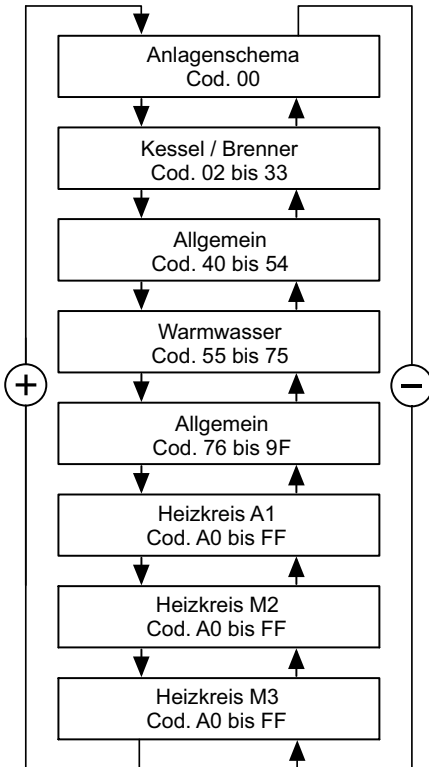 Anlagenschema
Cod. 00
Kessel / Brenner
Cod. 02 bis 33
Allgemein
Cod. 40 bis 54
Warmwasser
Cod. 55 bis 75
+
−
Allgemein
Cod. 76 bis 9F
Heizkreis A1
Cod. A0 bis FF
Heizkreis M2
Cod. A0 bis FF
Heizkreis M3
Cod. A0 bis FF